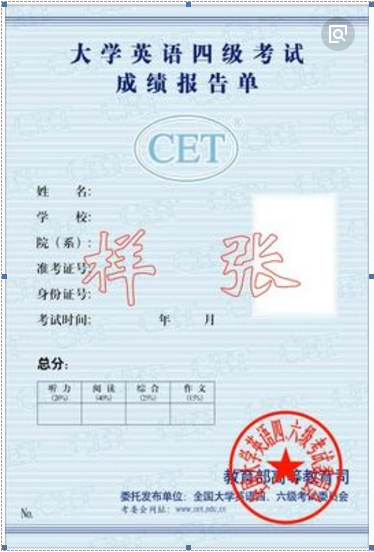 大学英语四级考试
成绩报告单
CET®
姓 名:
学 校:
院（系）:
准考证号:
身份证号:
考试时间: 年 月
样 张
总分:
听 力 阅 读 综 合 作 文
(20%) (40%) (25%) (15%)
教育部高等教育司
委托发布单位: 全国大学英语四、六级考试委员会
考委会网站: www.cet.edu.cn
No.
全国大学英语四、六级考试委员会